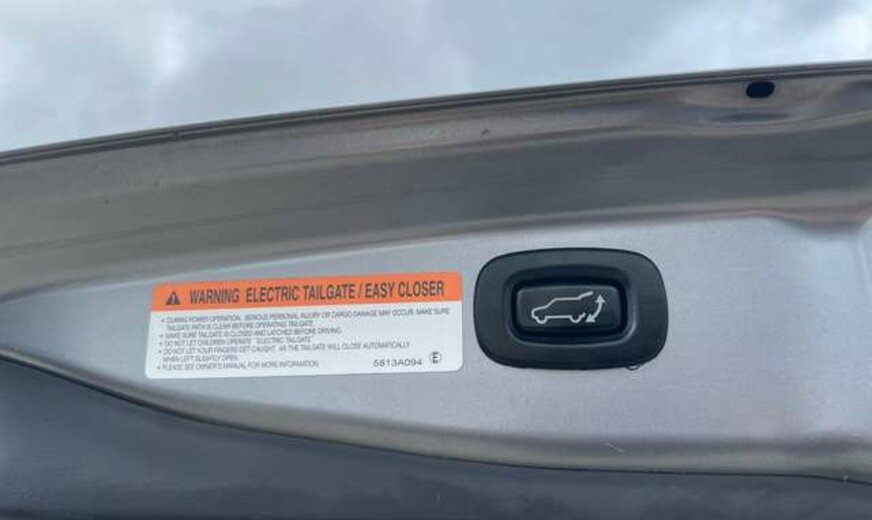 WARNING ELECTRIC TAILGATE / EASY CLOSER
• DURING POWER OPERATION, SERIOUS PERSONAL INJURY OR CARGO DAMAGE MAY OCCUR. MAKE SURE
TAILGATE PATH IS CLEAR BEFORE OPERATING TAILGATE.
• MAKE SURE TAILGATE IS CLOSED AND LATCHED BEFORE DRIVING.
• DO NOT LET CHILDREN OPERATE "ELECTRIC TAILGATE".
• DO NOT LET YOUR FINGERS GET CAUGHT, AS THE TAILGATE WILL CLOSE AUTOMATICALLY
WHEN LEFT SLIGHTLY OPEN.
• PLEASE SEE OWNER'S MANUAL FOR MORE INFORMATION. 5813A094 E